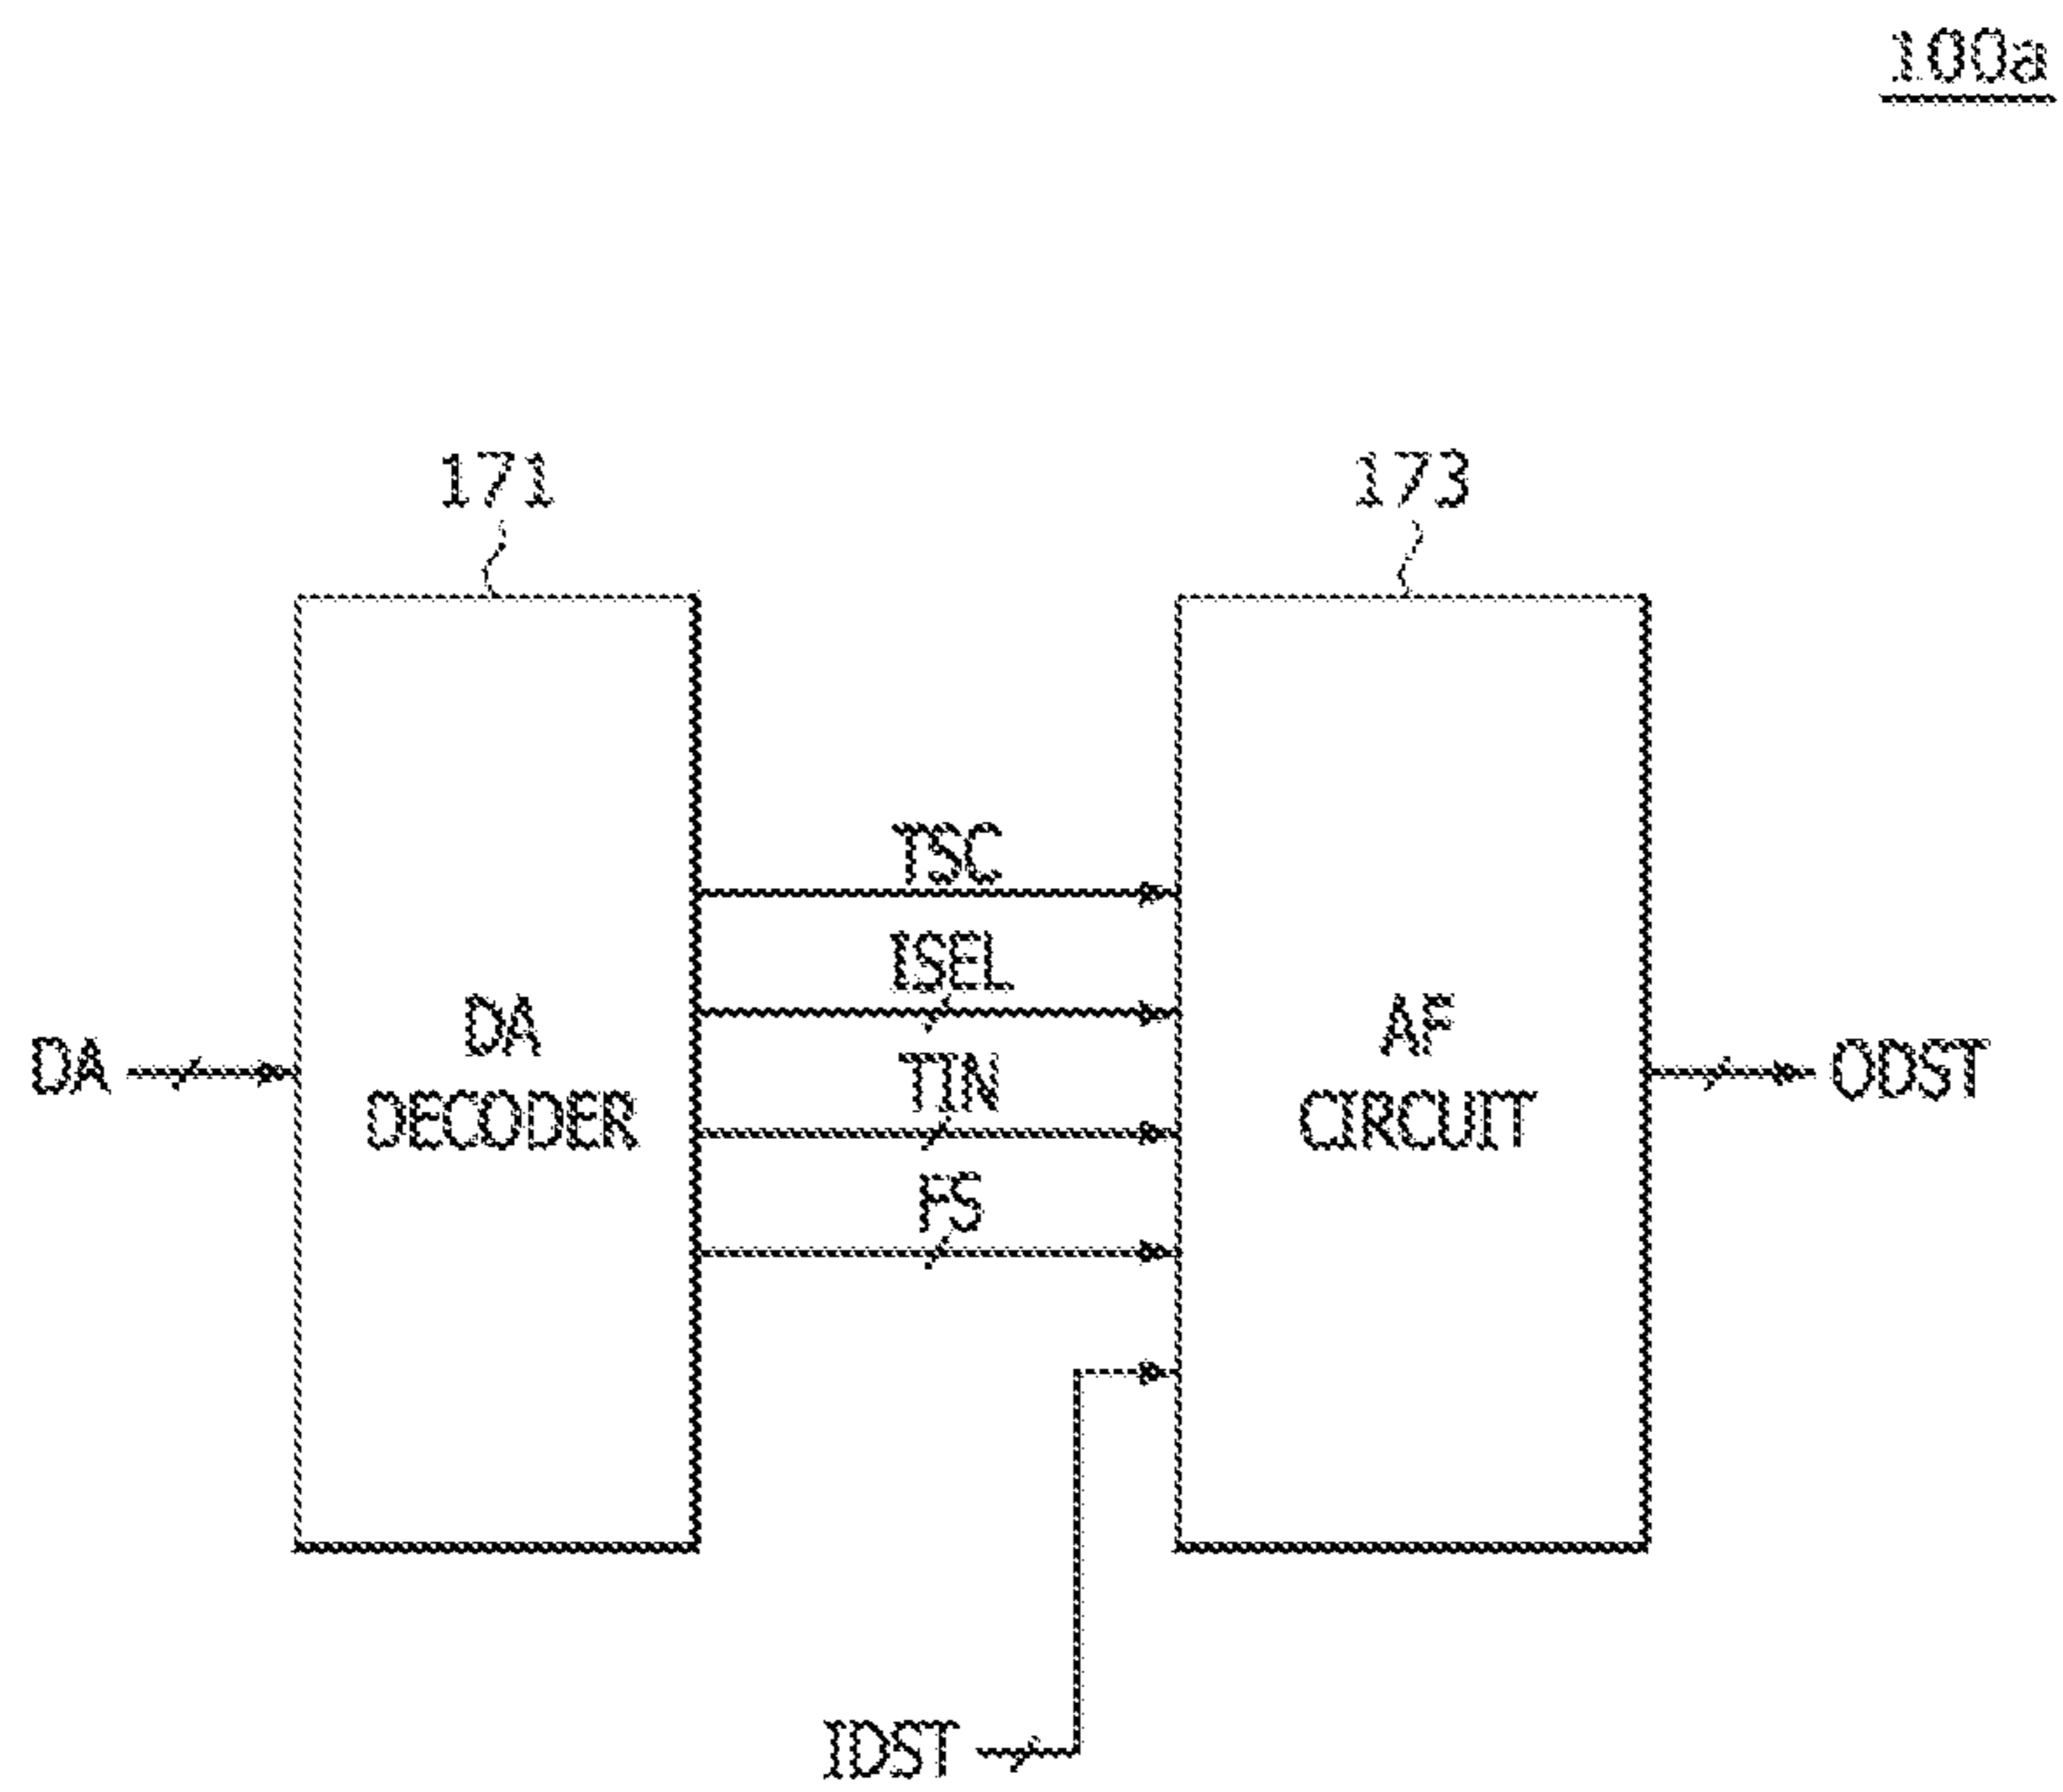 100a
171
173
TSC
ISEL
TIN
FS
DA
DA
DECODER
AF
CIRCUIT
ODST
IDST